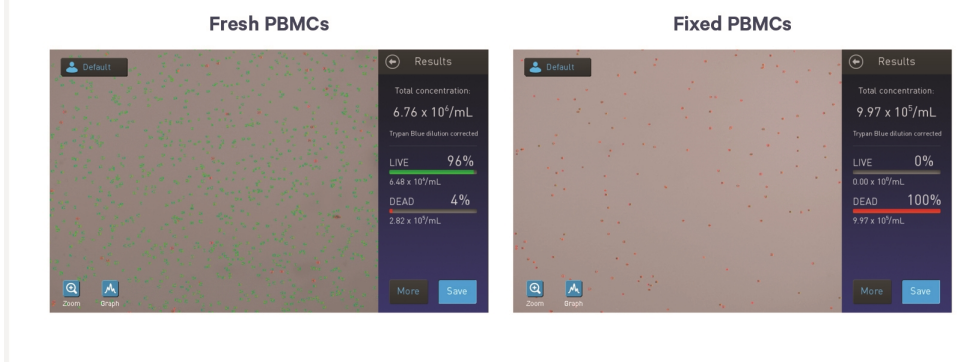 Fresh PBMCs
Default
Results
Total concentration:
6.76 x 10⁶/mL
Trypan Blue dilution corrected
LIVE 96%
6.48 x 10⁶/mL
DEAD 4%
2.82 x 10⁵/mL
Zoom
Graph
More
Save
Fixed PBMCs
Default
Results
Total concentration:
9.97 x 10⁵/mL
Trypan Blue dilution corrected
LIVE 0%
0.00 x 10⁰/mL
DEAD 100%
9.97 x 10⁵/mL
Zoom
Graph
More
Save